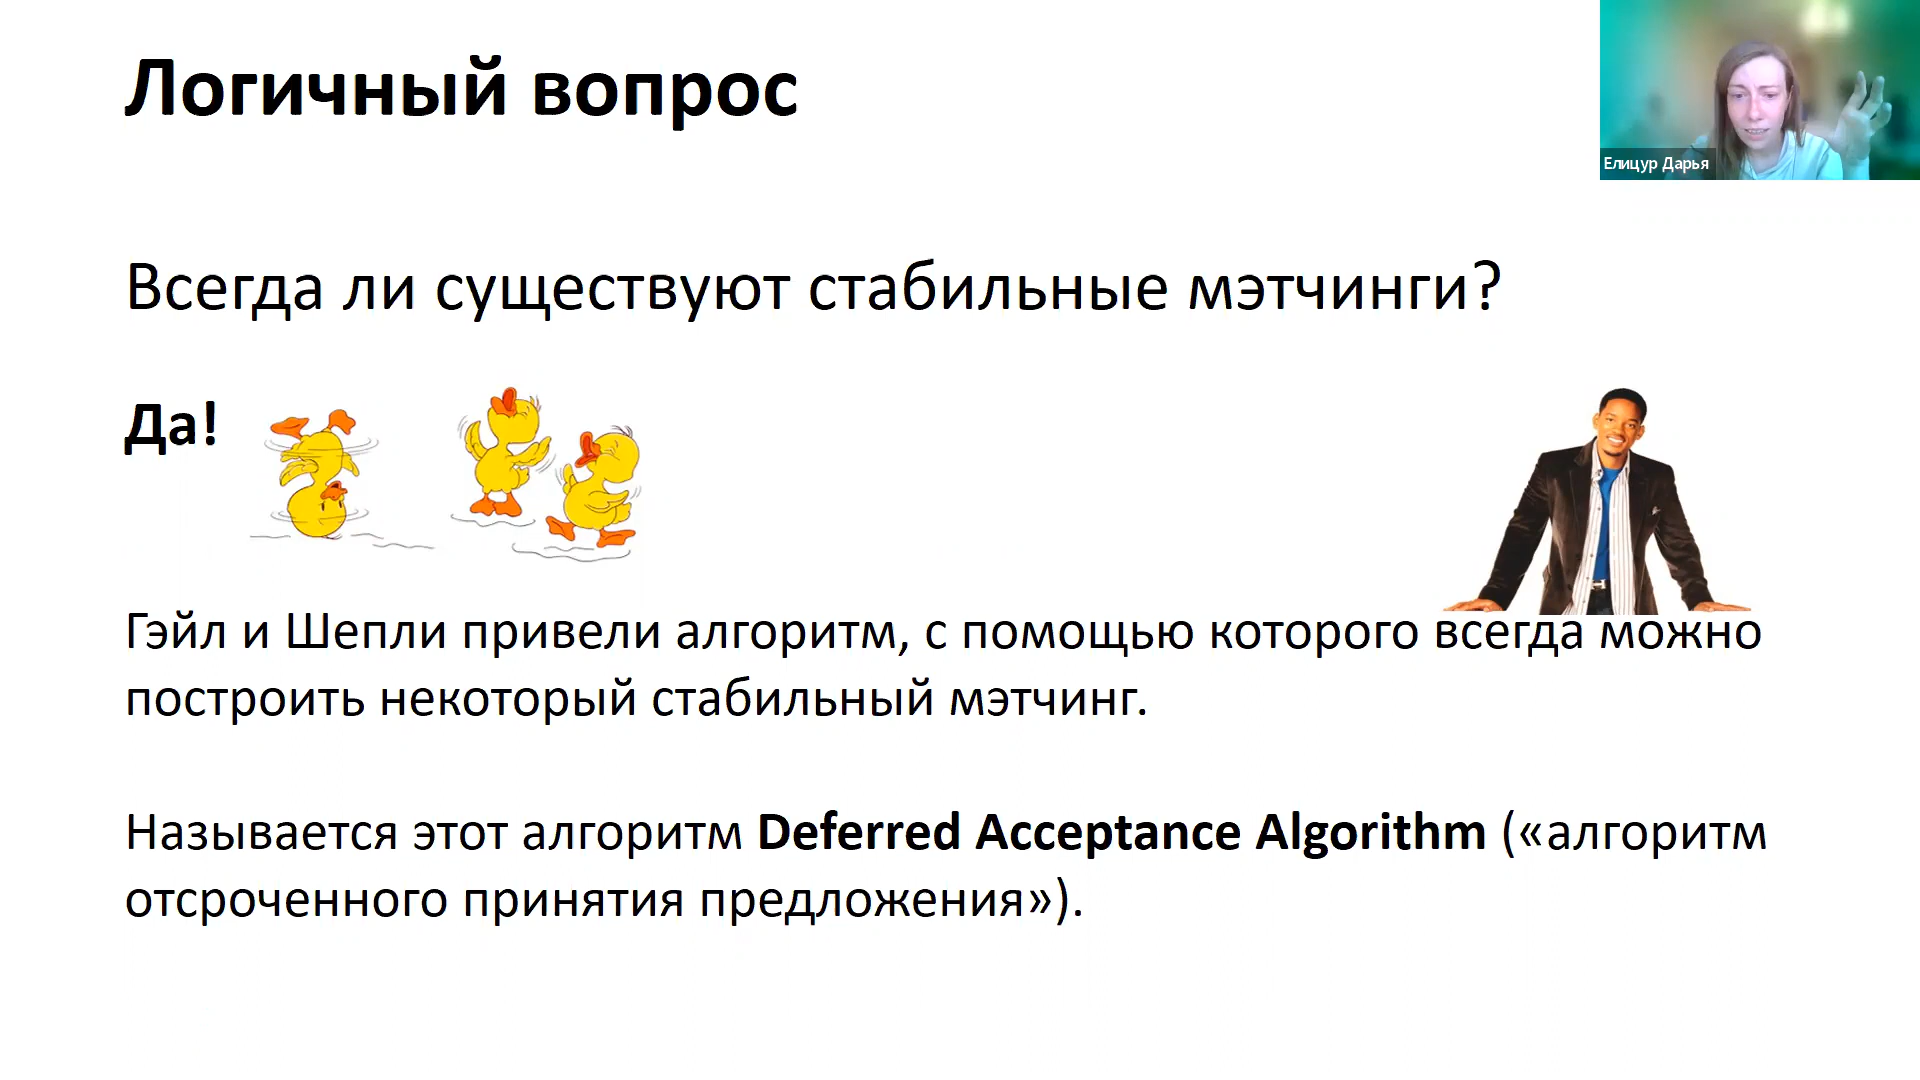 Логичный вопрос
Елицур Дарья
Всегда ли существуют стабильные мэтчинги?
Да!
Гэйл и Шепли привели алгоритм, с помощью которого всегда можно
построить некоторый стабильный мэтчинг.
Называется этот алгоритм Deferred Acceptance Algorithm («алгоритм
отсроченного принятия предложения»).